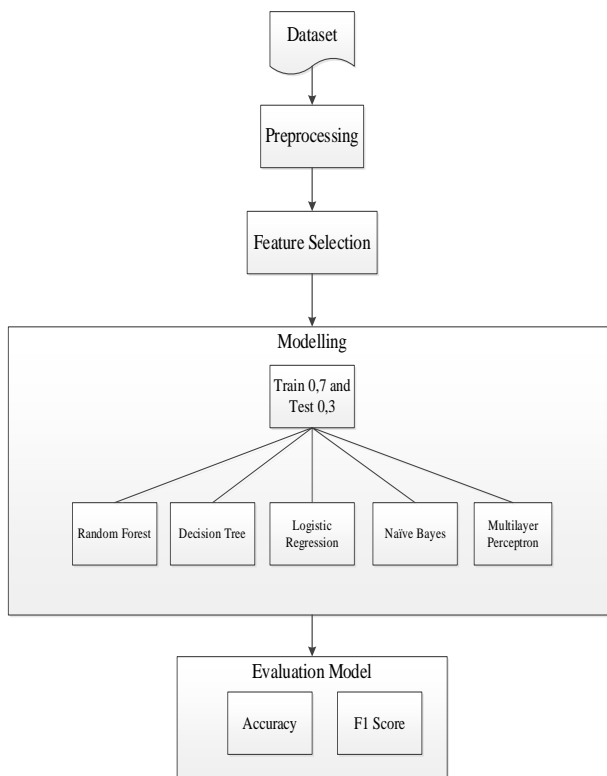 Dataset
Preprocessing
Feature Selection
Modelling
Train 0,7 and
Test 0,3
Random Forest
Decision Tree
Logistic
Regression
Naïve Bayes
Multilayer
Perceptron
Evaluation Model
Accuracy
F1 Score